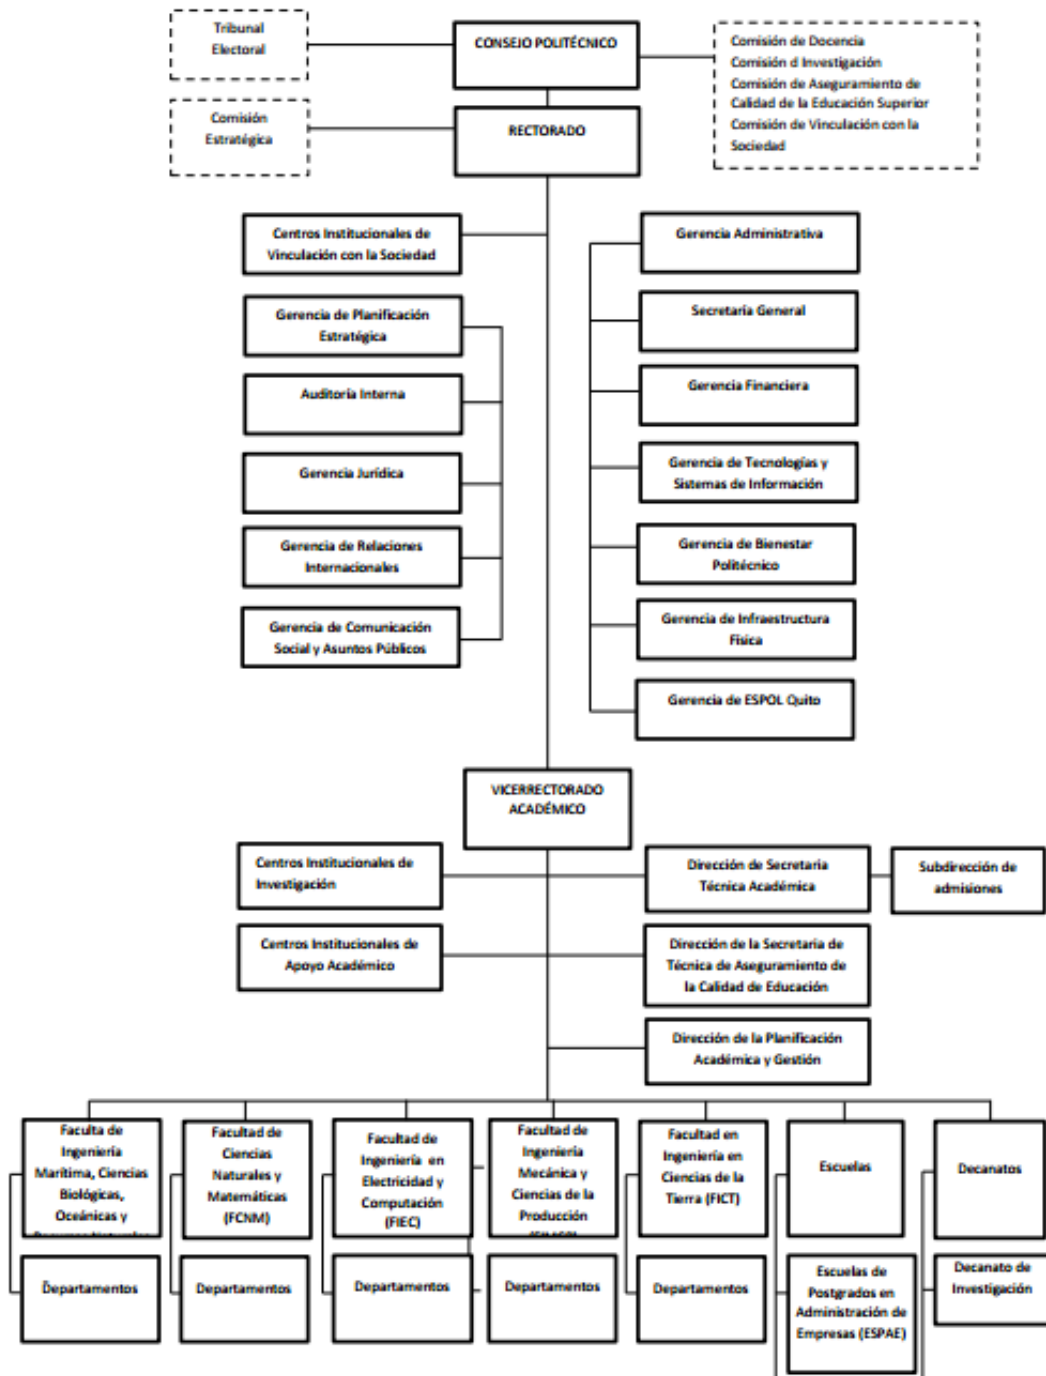 Tribunal
Electoral
CONSEJO POLITÉCNICO
Comisión de Docencia
Comisión d Investigación
Comisión de Aseguramiento de
Calidad de la Educación Superior
Comisión de Vinculación con la
Sociedad
Comisión
Estratégica
RECTORADO
Centros Institucionales de
Vinculación con la Sociedad
Gerencia Administrativa
Gerencia de Planificación
Estratégica
Secretaría General
Auditoría Interna
Gerencia Financiera
Gerencia Jurídica
Gerencia de Tecnologías y
Sistemas de Información
Gerencia de Relaciones
Internacionales
Gerencia de Bienestar
Politécnico
Gerencia de Comunicación
Social y Asuntos Públicos
Gerencia de Infraestructura
Física
Gerencia de ESPOL Quito
VICERRECTORADO
ACADÉMICO
Centros Institucionales de
Investigación
Dirección de Secretaria
Técnica Académica
Subdirección de
admisiones
Centros Institucionales de
Apoyo Académico
Dirección de la Secretaria de
Técnica de Aseguramiento de
la Calidad de Educación
Dirección de la Planificación
Académica y Gestión
Faculta de
Ingeniería
Marítima, Ciencias
Biológicas,
Oceánicas y
Facultad de
Ciencias
Naturales y
Matemáticas
(FCNM)
Facultad de
Ingeniería en
Electricidad y
Computación
(FIEC)
Facultad de
Ingeniería
Mecánica y
Ciencias de la
Producción
Facultad en
Ingeniería en
Ciencias de la
Tierra (FICT)
Escuelas
Decanatos
Departamentos
Departamentos
Departamentos
Departamentos
Departamentos
Escuelas de
Postgrados en
Administración de
Empresas (ESPAE)
Decanato de
Investigación